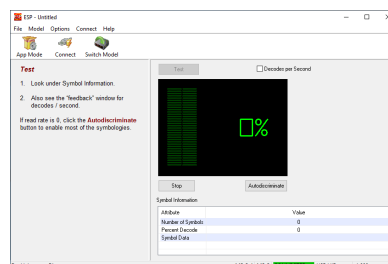 ESP - Untitled
File Model Options Connect Help
App Mode Connect Switch Model
Test
1. Look under Symbol Information.
2. Also see the "feedback" window for
decodes / second.
If read rate is 0, click the Autodiscriminate
button to enable most of the symbologies.
Test
Decodes per Second
0%
Stop
Autodiscriminate
Symbol Information
Attribute Value
Number of Symbols 0
Percent Decode 0
Symbol Data